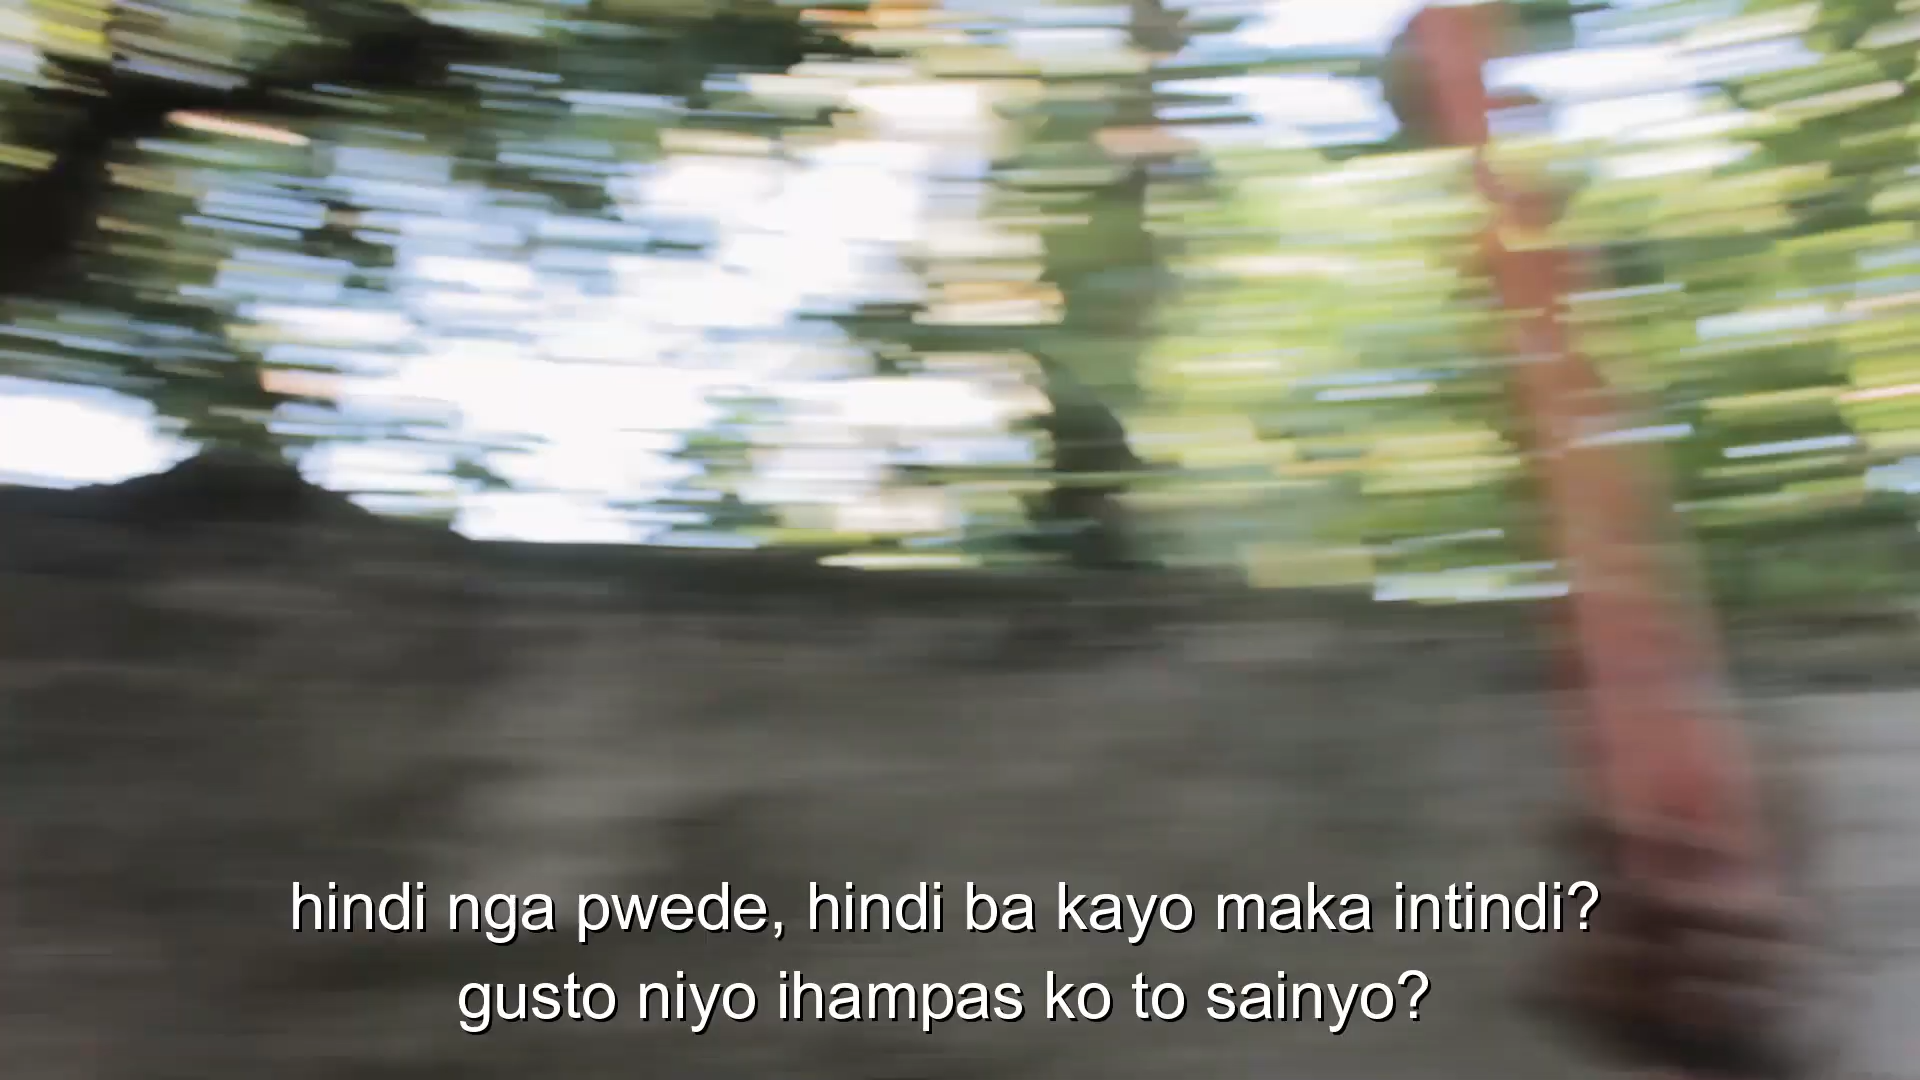 hindi nga pwede, hindi ba kayo maka intindi?
gusto niyo ihampas ko to sainyo?